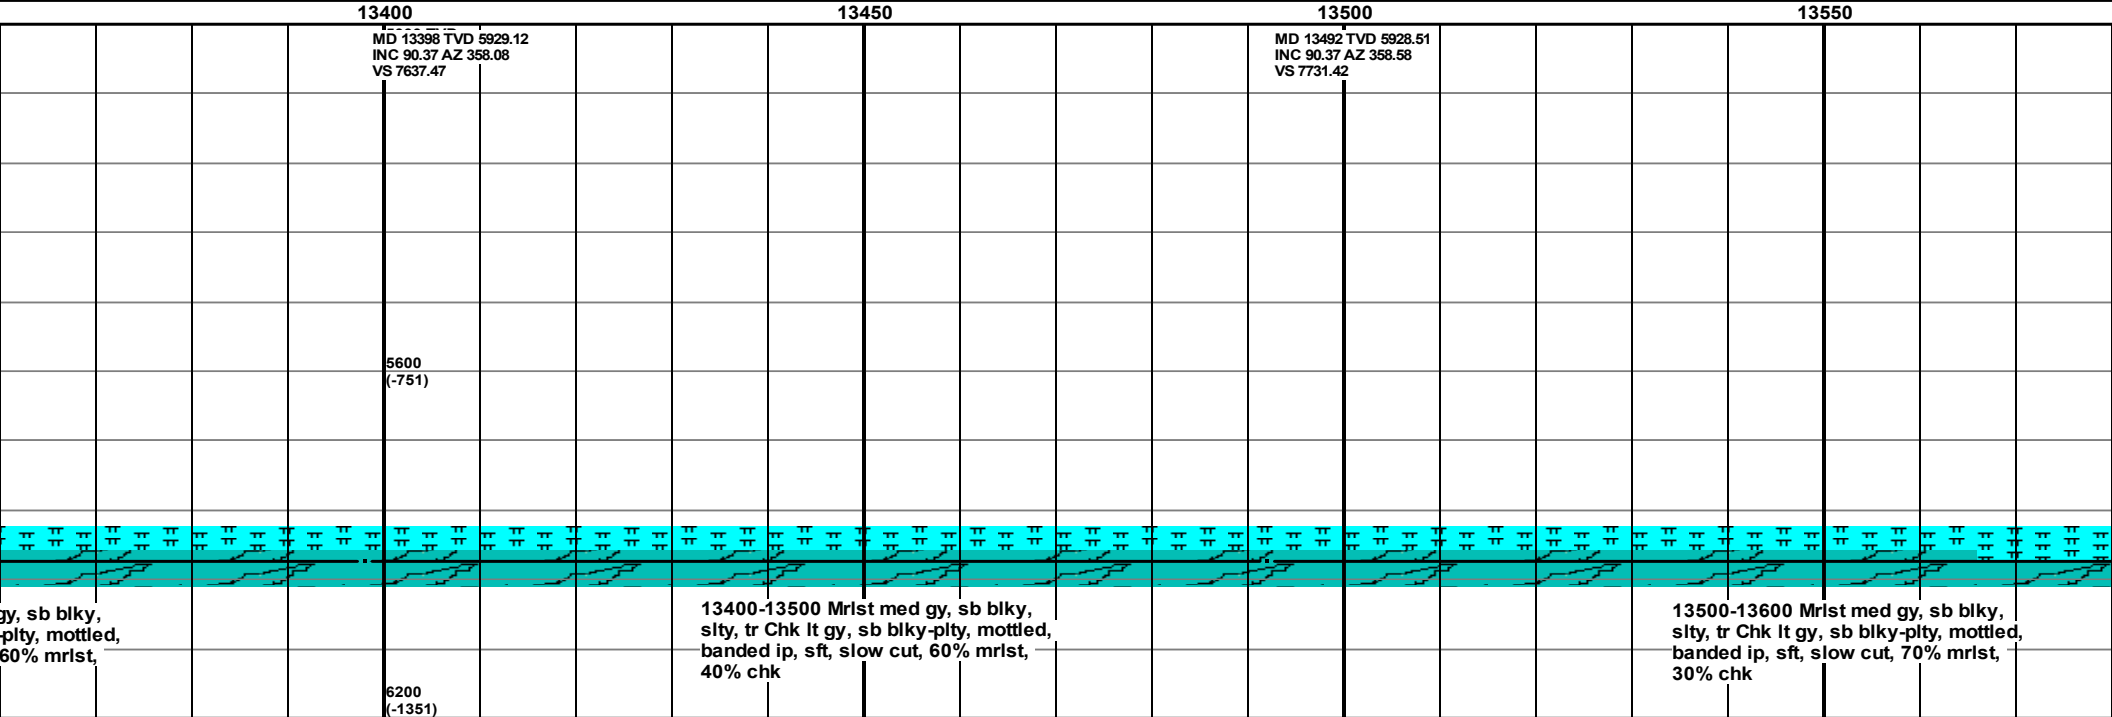 13400 13450 13500 13550
MD 13398 TVD 5929.12
INC 90.37 AZ 358.08
VS 7637.47
MD 13492 TVD 5928.51
INC 90.37 AZ 358.58
VS 7731.42
5600
(-751)
gy, sb blky,
-plty, mottled,
60% mrlst,
13400-13500 Mrlst med gy, sb blky,
slty, tr Chk lt gy, sb blky-plty, mottled,
banded ip, sft, slow cut, 60% mrlst,
40% chk
13500-13600 Mrlst med gy, sb blky,
slty, tr Chk lt gy, sb blky-plty, mottled,
banded ip, sft, slow cut, 70% mrlst,
30% chk
6200
(-1351)